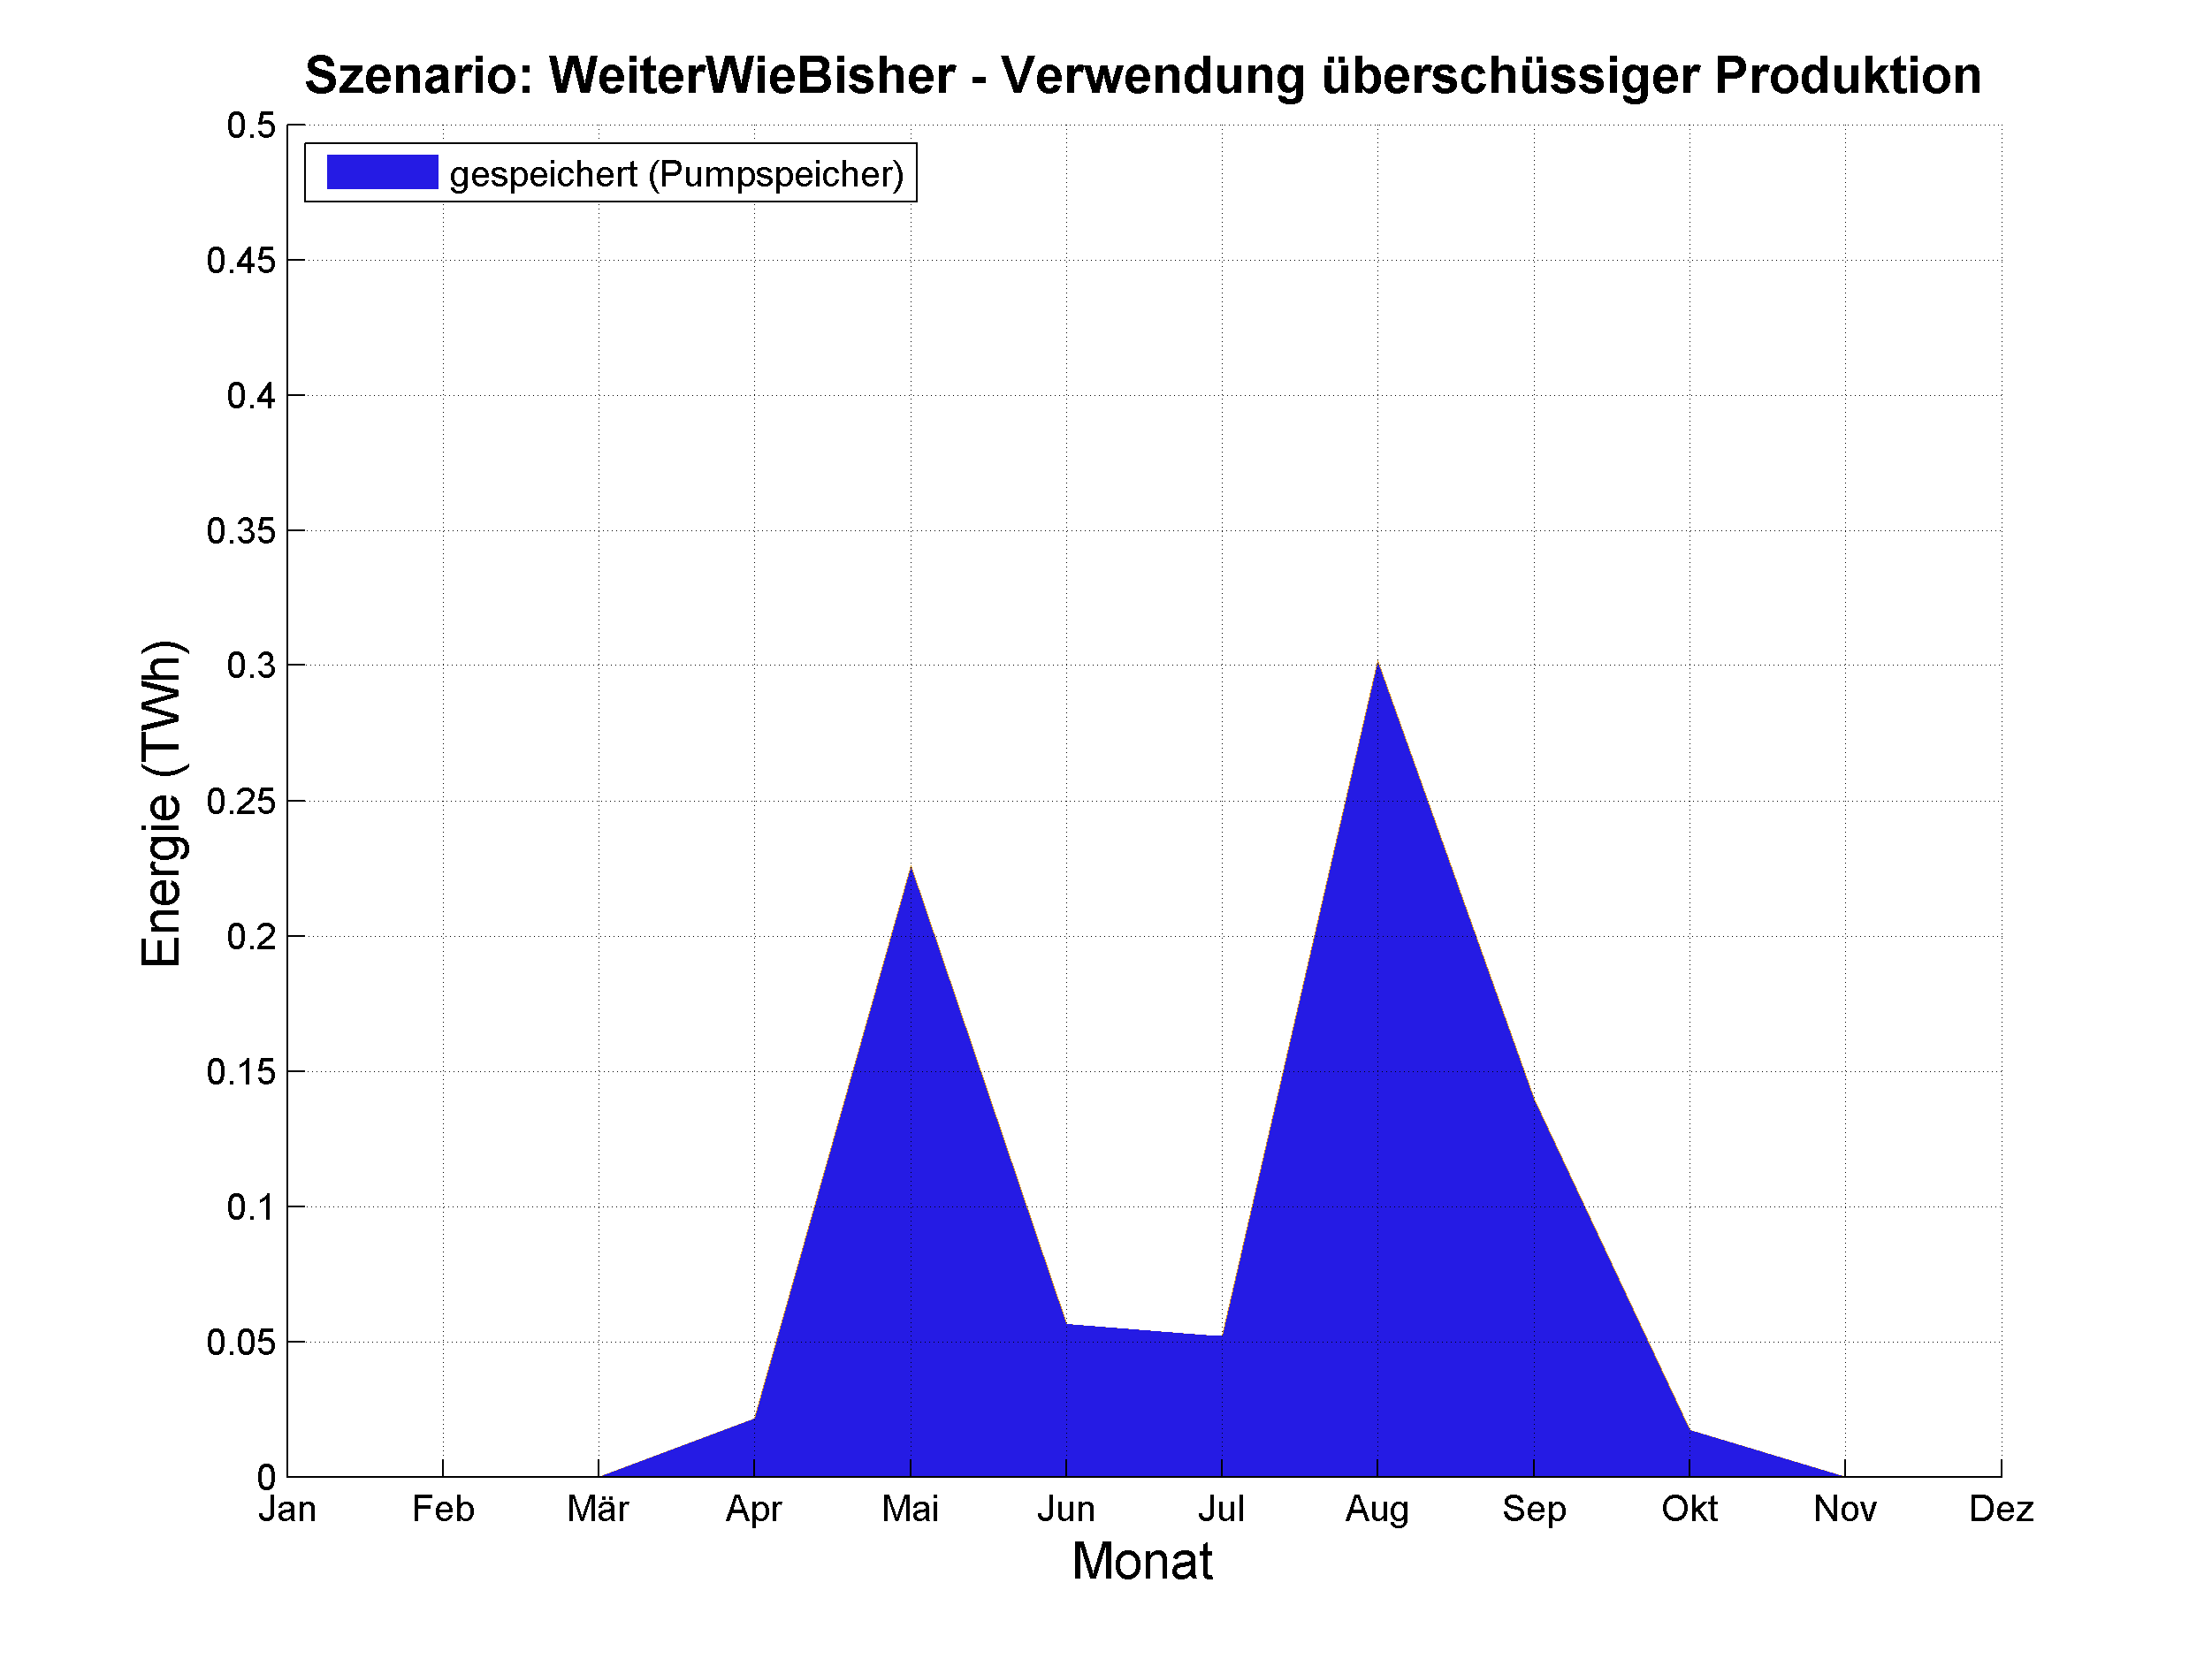 Szenario: WeiterWieBisher - Verwendung überschüssiger Produktion
gespeichert (Pumpspeicher)
0.5
0.45
0.4
0.35
0.3
0.25
0.2
0.15
0.1
0.05
0
Energie (TWh)
Jan Feb Mär Apr Mai Jun Jul Aug Sep Okt Nov Dez
Monat